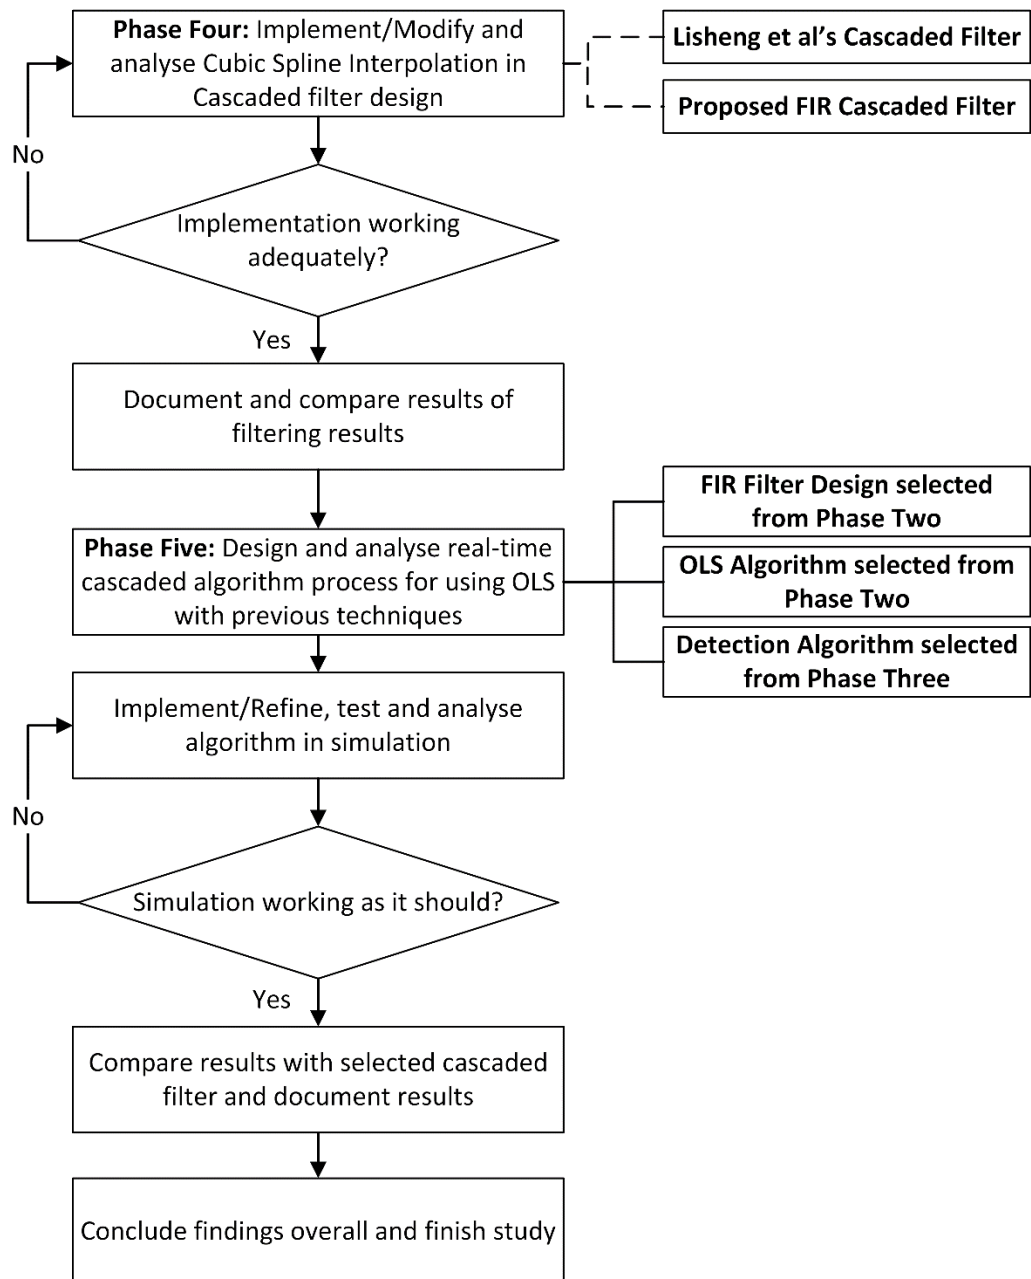 Phase Four: Implement/Modify and
analyse Cubic Spline Interpolation in
Cascaded filter design
Lisheng et al's Cascaded Filter
Proposed FIR Cascaded Filter
No
Implementation working
adequately?
Yes
Document and compare results of
filtering results
Phase Five: Design and analyse real-time
cascaded algorithm process for using OLS
with previous techniques
FIR Filter Design selected
from Phase Two
OLS Algorithm selected from
Phase Two
Detection Algorithm selected
from Phase Three
Implement/Refine, test and analyse
algorithm in simulation
No
Simulation working as it should?
Yes
Compare results with selected cascaded
filter and document results
Conclude findings overall and finish study